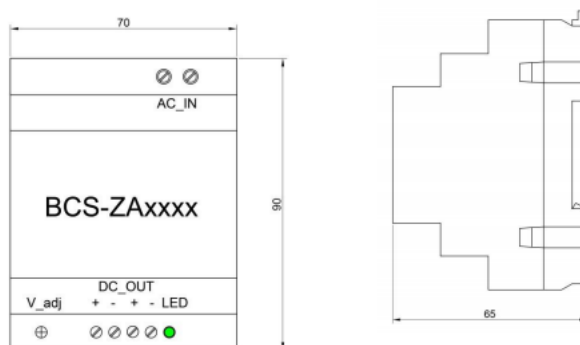 70
AC_IN
BCS-ZAxxxx
90
DC_OUT
V_adj + - + - LED
65